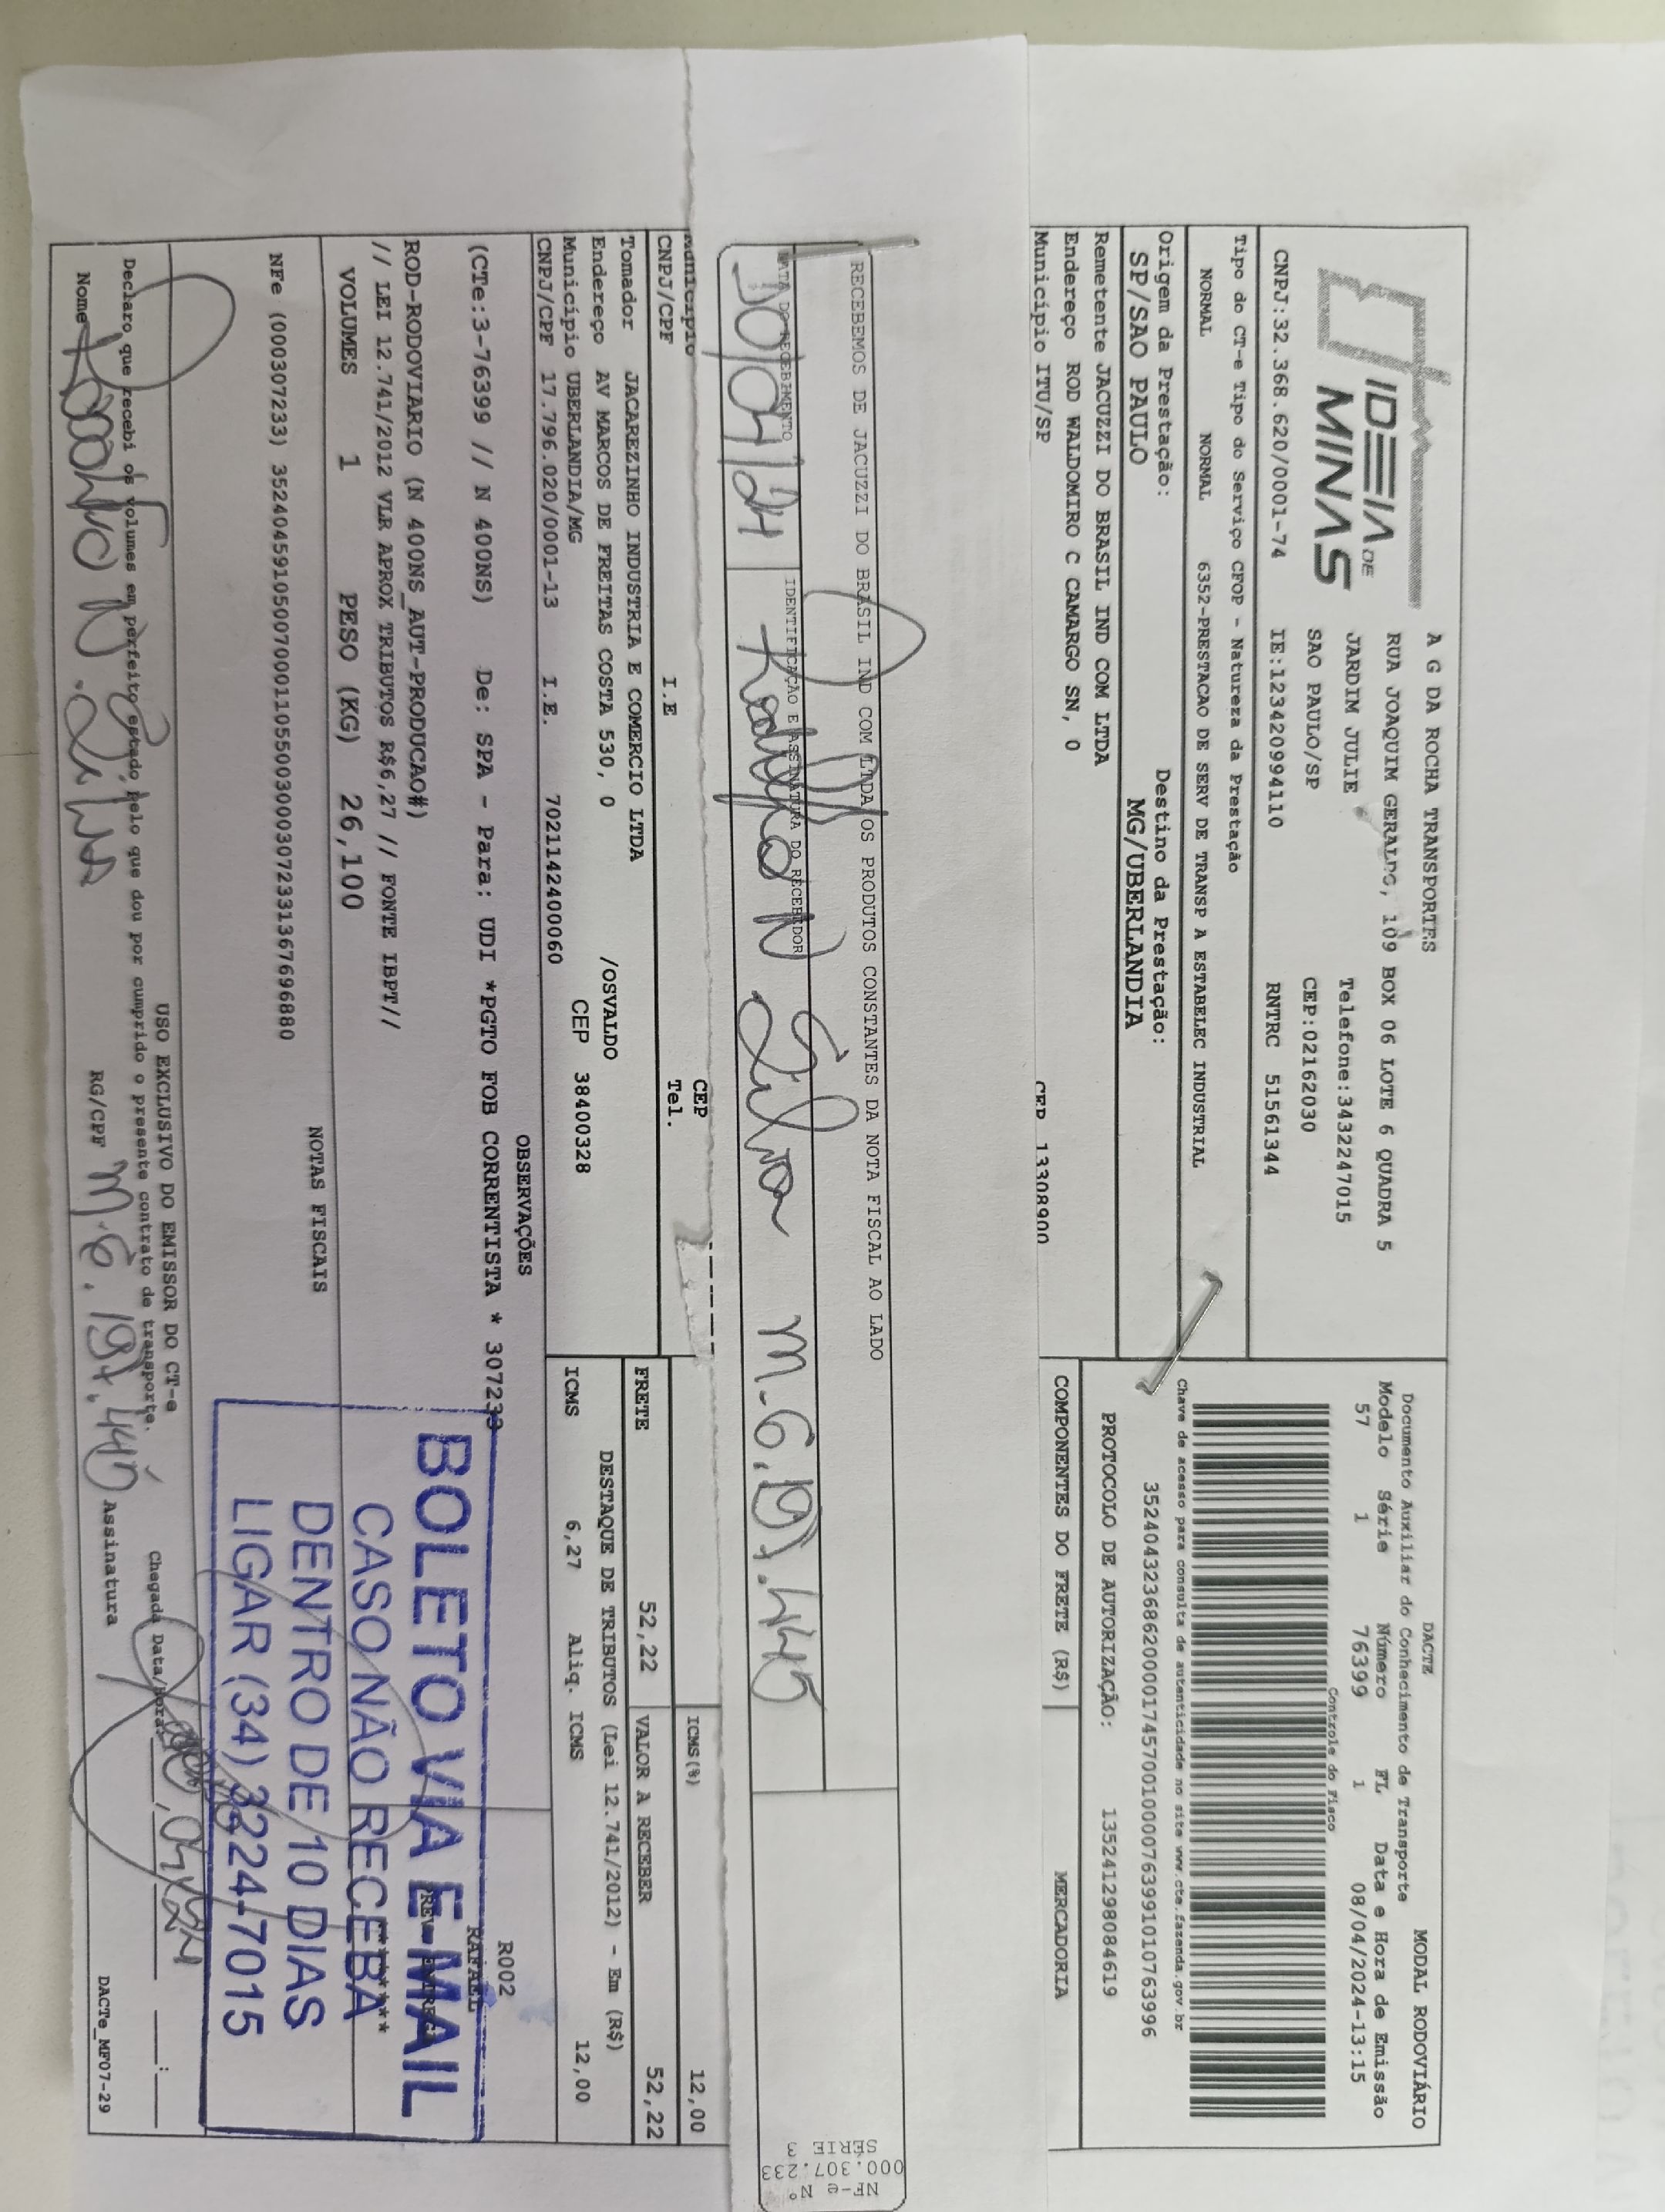 IDEIA DE
MINAS
A G DA ROCHA TRANSPORTES
RUA JOAQUIM GERALDO, 109 BOX 06 LOTE 6 QUADRA 5
JARDIM JULIE Telefone:3432247015
SAO PAULO/SP CEP:02162030
CNPJ:32.368.620/0001-74 IE:123420994110 RNTRC 51561344
DACTE MODAL RODOVIÁRIO
Documento Auxiliar do Conhecimento de Transporte
Modelo Série Número FL Data e Hora de Emissão
57 1 76399 1 08/04/2024-13:15
Controle do Fisco
Chave de acesso para consulta de autenticidade no site www.cte.fazenda.gov.br
35240432368620000174570010000763991010763996
PROTOCOLO DE AUTORIZAÇÃO: 135241298084619
Tipo do CT-e Tipo do Serviço CFOP - Natureza da Prestação
NORMAL NORMAL 6352-PRESTACAO DE SERV DE TRANSP A ESTABELEC INDUSTRIAL
Origem da Prestação: Destino da Prestação:
SP/SAO PAULO MG/UBERLANDIA
Remetente JACUZZI DO BRASIL IND COM LTDA
Endereço ROD WALDOMIRO C CAMARGO SN, 0
Município ITU/SP CEP 13308900
COMPONENTES DO FRETE (R$) MERCADORIA
RECEBEMOS DE JACUZZI DO BRASIL IND COM LTDA OS PRODUTOS CONSTANTES DA NOTA FISCAL AO LADO
DATA DO RECEBIMENTO IDENTIFICAÇÃO E ASSINATURA DO RECEBEDOR
Silva M-6.197.445
NF-e Nº
000.307.233
SÉRIE 3
Município CEP
CNPJ/CPF I.E Tel.
ICMS(%) 12,00
FRETE 52,22 VALOR A RECEBER 52,22
Tomador JACAREZINHO INDUSTRIA E COMERCIO LTDA
Endereço AV MARCOS DE FREITAS COSTA 530, 0 /OSVALDO
Município UBERLANDIA/MG CEP 38400328
CNPJ/CPF 17.796.020/0001-13 I.E. 7021142400060
DESTAQUE DE TRIBUTOS (Lei 12.741/2012) - Em (R$)
ICMS 6,27 Aliq. ICMS 12,00
OBSERVAÇÕES
(CTe:3-76399 // N 400NS) De: SPA - Para: UDI *PGTO FOB CORRENTISTA * 307233
R002
RAFAEL
ROD-RODOVIARIO (N 400NS_AUT-PRODUCAO#)
// LEI 12.741/2012 VLR APROX TRIBUTOS R$6,27 // FONTE IBPT//
VOLUMES 1 PESO (KG) 26,100
NOTAS FISCAIS
NFe (000307233) 35240459105007000110550030003072331367696880
BOLETO VIA E-MAIL
CASO NÃO RECEBA
DENTRO DE 10 DIAS
LIGAR (34) 3224-7015
USO EXCLUSIVO DO EMISSOR DO CT-e
Declaro que recebi os volumes em perfeito estado pelo que dou por cumprido o presente contrato de transporte.
Chegada Data/Hora:
Nome N. Silva RG/CPF M-6.197.445 Assinatura
DACTe_MF07-29